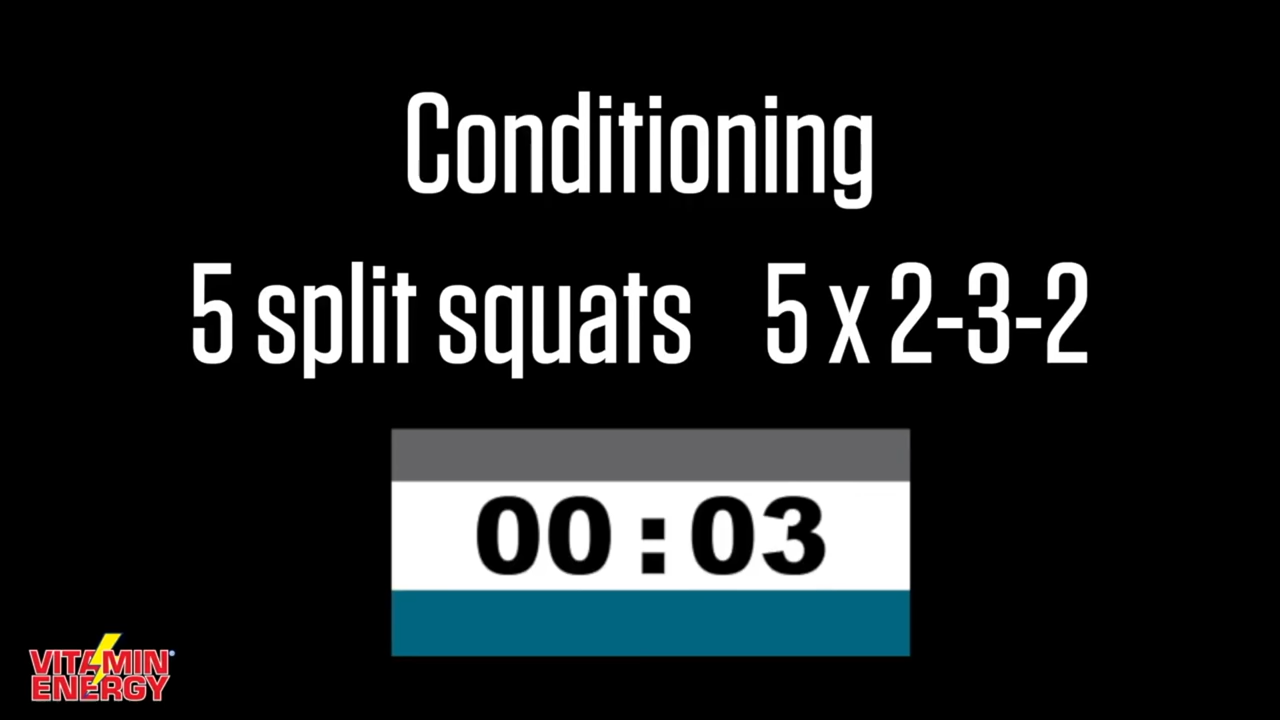 Conditioning
5 split squats 5 x 2-3-2
00:03
VITAMIN
ENERGY